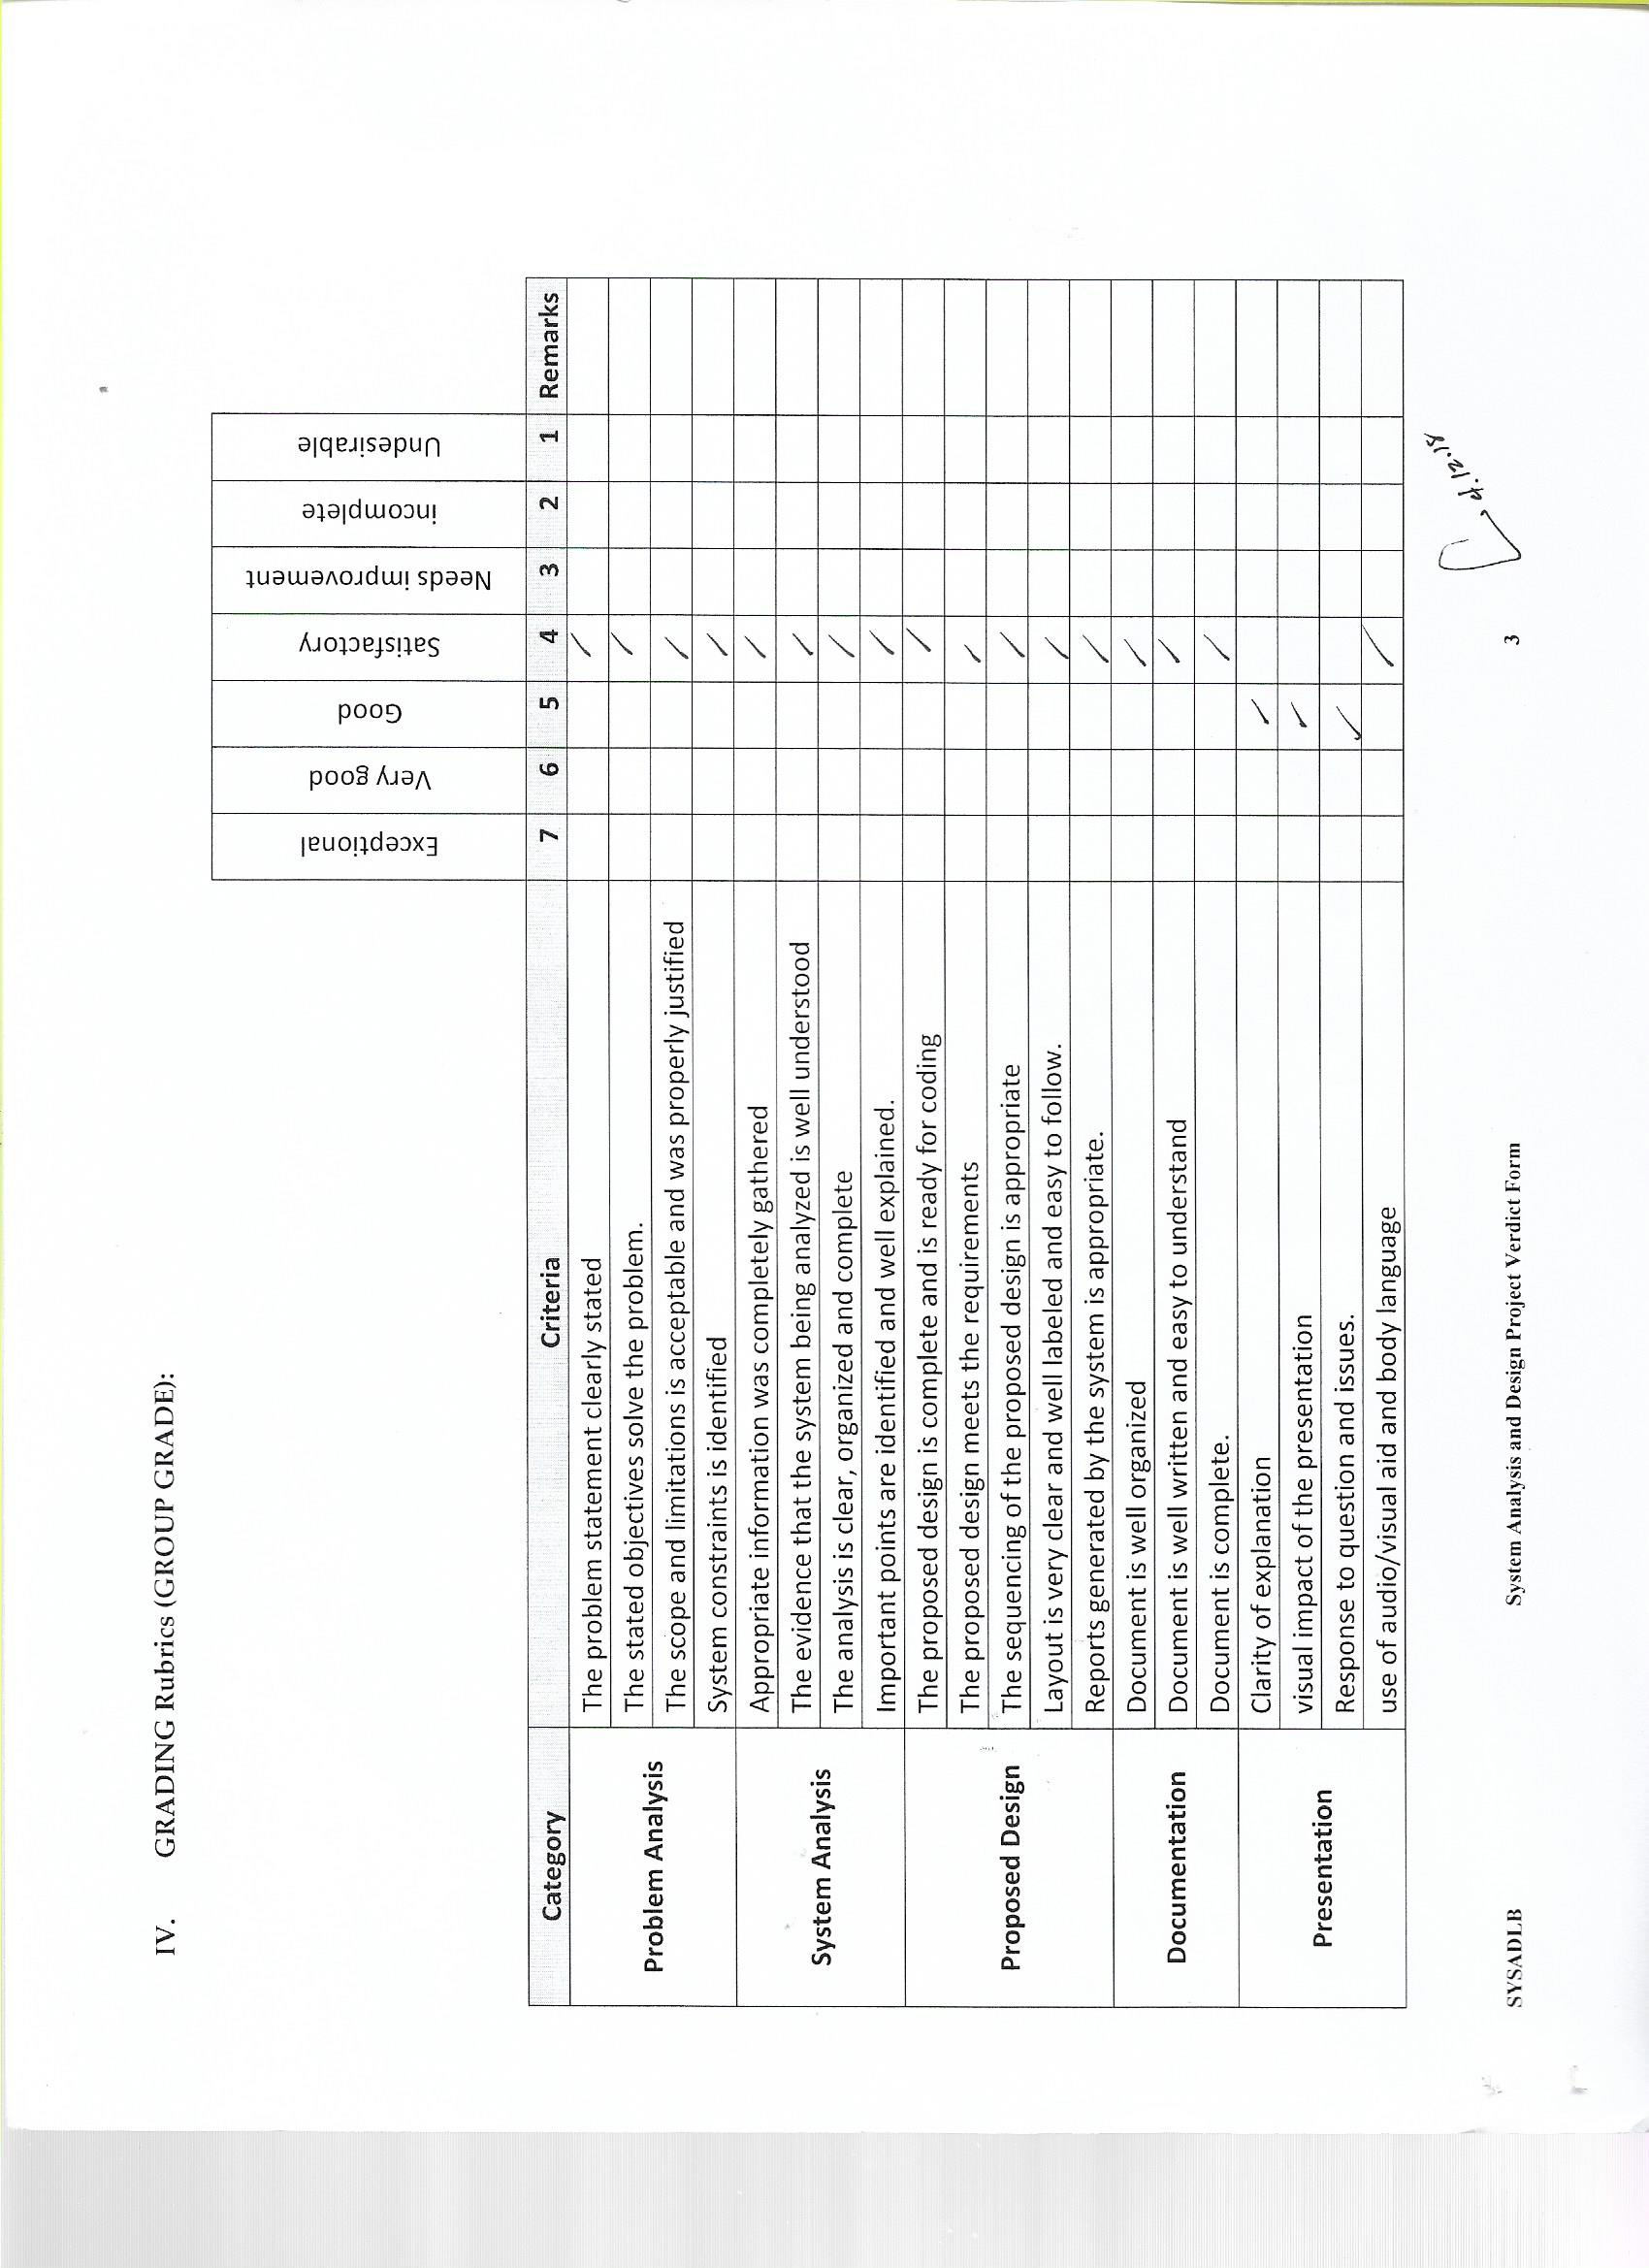 IV. GRADING Rubrics (GROUP GRADE):
Exceptional
Very good
Good
Satisfactory
Needs improvement
incomplete
Undesirable
Category Criteria 7 6 5 4 3 2 1 Remarks
Problem Analysis
The problem statement clearly stated
The stated objectives solve the problem.
The scope and limitations is acceptable and was properly justified
System constraints is identified
System Analysis
Appropriate information was completely gathered
The evidence that the system being analyzed is well understood
The analysis is clear, organized and complete
Important points are identified and well explained.
Proposed Design
The proposed design is complete and is ready for coding
The proposed design meets the requirements
The sequencing of the proposed design is appropriate
Layout is very clear and well labeled and easy to follow.
Reports generated by the system is appropriate.
Documentation
Document is well organized
Document is well written and easy to understand
Document is complete.
Presentation
Clarity of explanation
visual impact of the presentation
Response to question and issues.
use of audio/visual aid and body language
4.12.18
SYSADLB System Analysis and Design Project Verdict Form 3